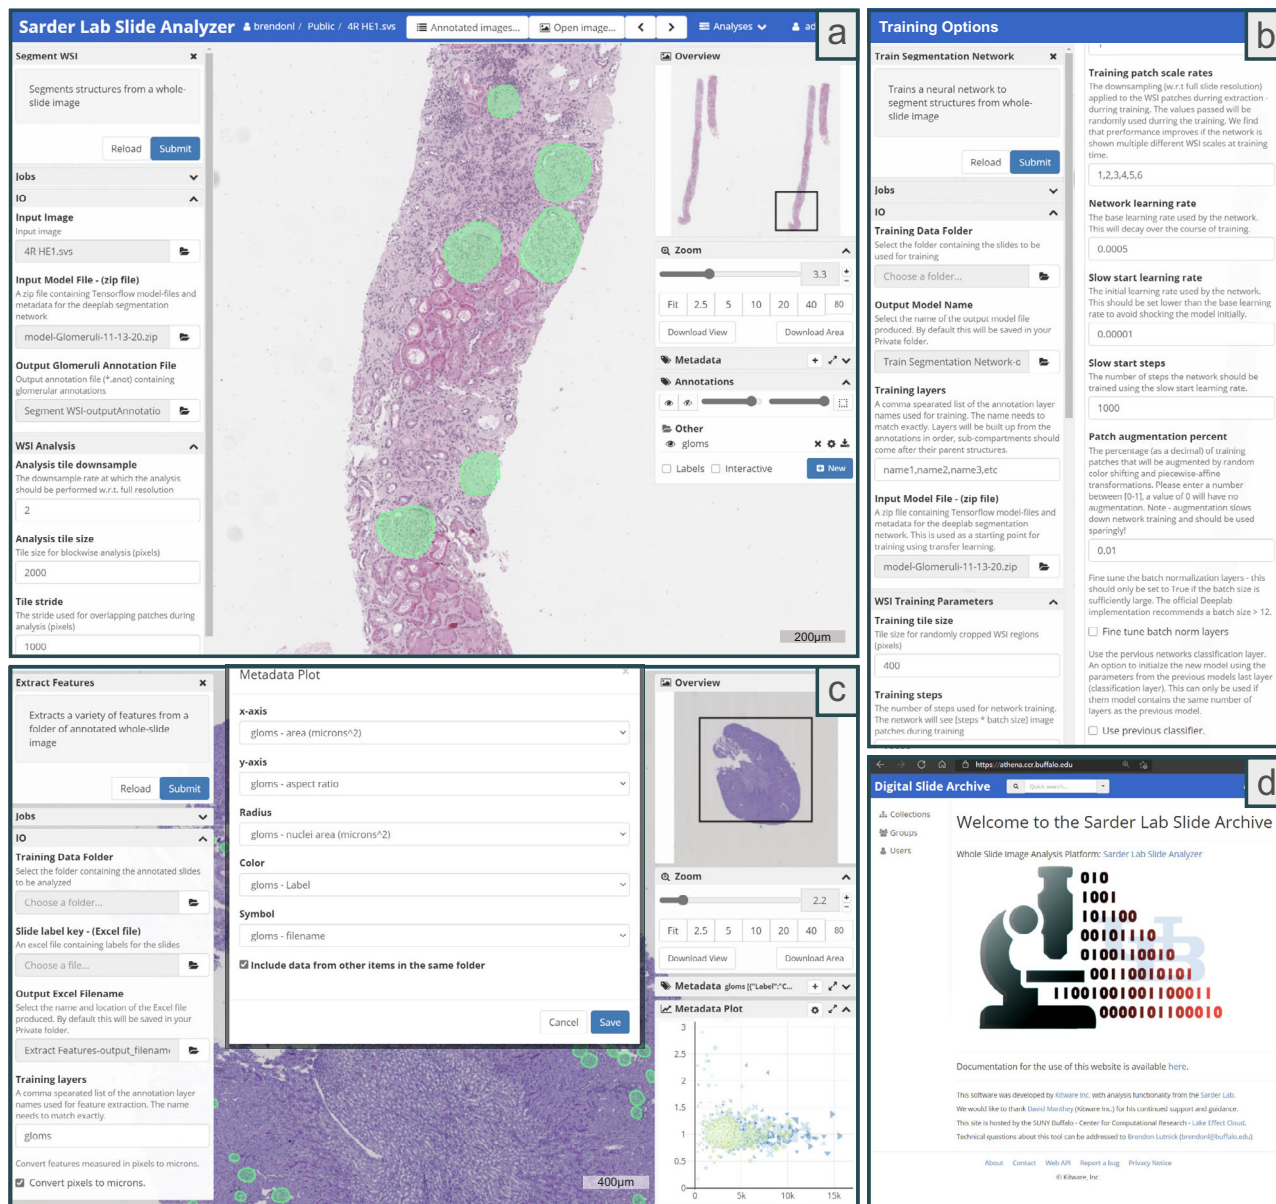 Sarder Lab Slide Analyzer
brendonl / Public / 4R HE1.svs
Annotated images...
Open image...
Analyses
a
Segment WSI
Segments structures from a whole-
slide image
Reload
Submit
Jobs
IO
Input Image
Input image
4R HE1.svs
Input Model File - (zip file)
A zip file containing Tensorflow model-files and
metadata for the deeplab segmentation
network
model-Glomeruli-11-13-20.zip
Output Glomeruli Annotation File
Output annotation file (*.anot) containing
glomerular annotations
Segment WSI-outputAnnotatio
WSI Analysis
Analysis tile downsample
The downsample rate at which the analysis
should be performed w.r.t. full resolution
2
Analysis tile size
Tile size for blockwise analysis (pixels)
2000
Tile stride
The stride used for overlapping patches during
analysis (pixels)
1000
200µm
Overview
Zoom
3.3
Fit 2.5 5 10 20 40 80
Download View
Download Area
Metadata
Annotations
Other
gloms
Labels
Interactive
New
Training Options
b
Train Segmentation Network
Trains a neural network to
segment structures from whole-
slide image
Reload
Submit
Jobs
IO
Training Data Folder
Select the folder containing the slides to be
used for training
Choose a folder...
Output Model Name
Select the name of the output model file
produced. By default this will be saved in your
Private folder.
Train Segmentation Network-o
Training layers
A comma spearated list of the annotation layer
names used for training. The name needs to
match exactly. Layers will be built up from the
annotations in order, sub-compartments should
come after their parent structures.
name1,name2,name3,etc
Input Model File - (zip file)
A zip file containing Tensorflow model-files and
metadata for the deeplab segmentation
network. This is used as a starting point for
training using transfer learning.
model-Glomeruli-11-13-20.zip
WSI Training Parameters
Training tile size
Tile size for randomly cropped WSI regions
(pixels)
400
Training steps
The number of steps used for network training.
The network will see [steps * batch size] image
patches during training
Training patch scale rates
The downsampling (w.r.t full slide resolution)
applied to the WSI patches durring extraction -
durring training. The values passed will be
randomly used durring the training. We find
that prerformance improves if the network is
shown multiple different WSI scales at training
time.
1,2,3,4,5,6
Network learning rate
The base learning rate used by the network.
This will decay over the course of training.
0.0005
Slow start learning rate
The initial learning rate used by the network.
This should be set lower than the base learning
rate to avoid shocking the model initially.
0.00001
Slow start steps
The number of steps the network should be
trained using the slow start learning rate.
1000
Patch augmentation percent
The percentage (as a decimal) of training
patches that will be augmented by random
color shifting and piecewise-affine
transformations. Please enter a number
between [0-1], a value of 0 will have no
augmentation. Note - augmentation slows
down network training and should be used
sparingly!
0.01
Fine tune the batch normalization layers - this
should only be set to True if the batch size is
sufficiently large. The official Deeplab
implementation recommends a batch size > 12.
Fine tune batch norm layers
Use the pervious networks classification layer.
An option to initialze the new model using the
parameters from the previous models last layer
(classification layer). This can only be used if
them model contains the same number of
layers as the previous model.
Use previous classifier.
Extract Features
Extracts a variety of features from a
folder of annotated whole-slide
image
Reload
Submit
Jobs
IO
Training Data Folder
Select the folder containing the annotated slides
to be analyzed
Choose a folder...
Slide label key - (Excel file)
An excel file containing labels for the slides
Choose a file...
Output Excel Filename
Select the name and location of the Excel file
produced. By default this will be saved in your
Private folder.
Extract Features-output_filenam
Training layers
A comma spearated list of the annotation layer
names used for feature extraction. The name
needs to match exactly.
gloms
Convert features measured in pixels to microns.
Convert pixels to microns.
Metadata Plot
x-axis
gloms - area (microns^2)
y-axis
gloms - aspect ratio
Radius
gloms - nuclei area (microns^2)
Color
gloms - Label
Symbol
gloms - filename
Include data from other items in the same folder
Cancel
Save
400µm
Overview
c
Zoom
2.2
Fit 2.5 5 10 20 40 80
Download View
Download Area
Metadata gloms [{"Label":"C...
Metadata Plot
3
2.5
2
1.5
1
0.5
0
0 5k 10k 15k
https://athena.ccr.buffalo.edu
d
Digital Slide Archive
Quick search...
Collections
Groups
Users
Welcome to the Sarder Lab Slide Archive
Whole Slide Image Analysis Platform: Sarder Lab Slide Analyzer
010
1001
101100
00101110
0100110010
00110010101
11001001001100011
0000101100010
Documentation for the use of this website is available here.
This software was developed by Kitware Inc. with analysis functionality from the Sarder Lab.
We would like to thank David Manthey (Kitware Inc.) for his continued support and guidance.
This site is hosted by the SUNY Buffalo - Center for Computational Research - Lake Effect Cloud.
Technical questions about this tool can be addressed to Brendon Lutnick (brendonl@buffalo.edu)
About Contact Web API Report a bug Privacy Notice
© Kitware, Inc